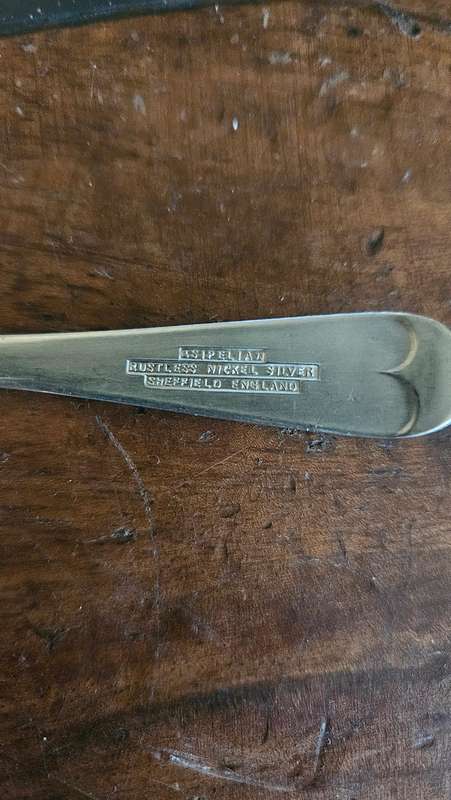 ASIPELIAN
RUSTLESS NICKEL SILVER
SHEFFIELD ENGLAND